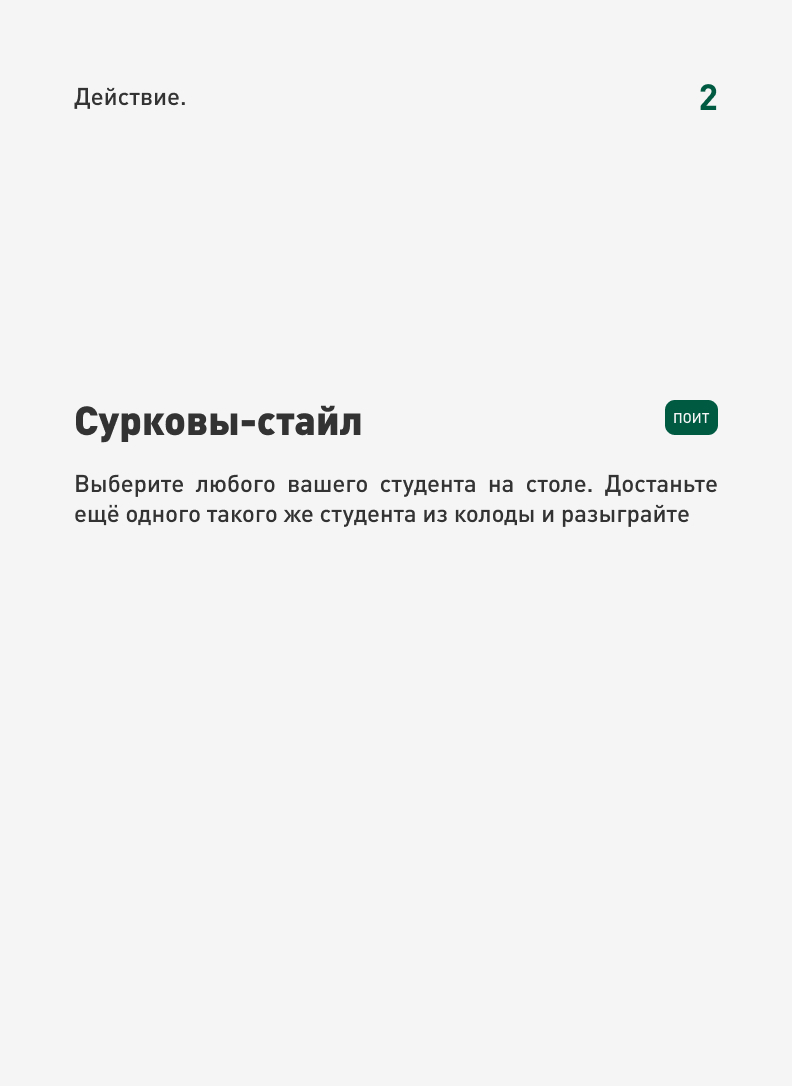 Действие.
2
Сурковы-стайл
ПОИТ
Выберите любого вашего студента на столе. Достаньте
ещё одного такого же студента из колоды и разыграйте